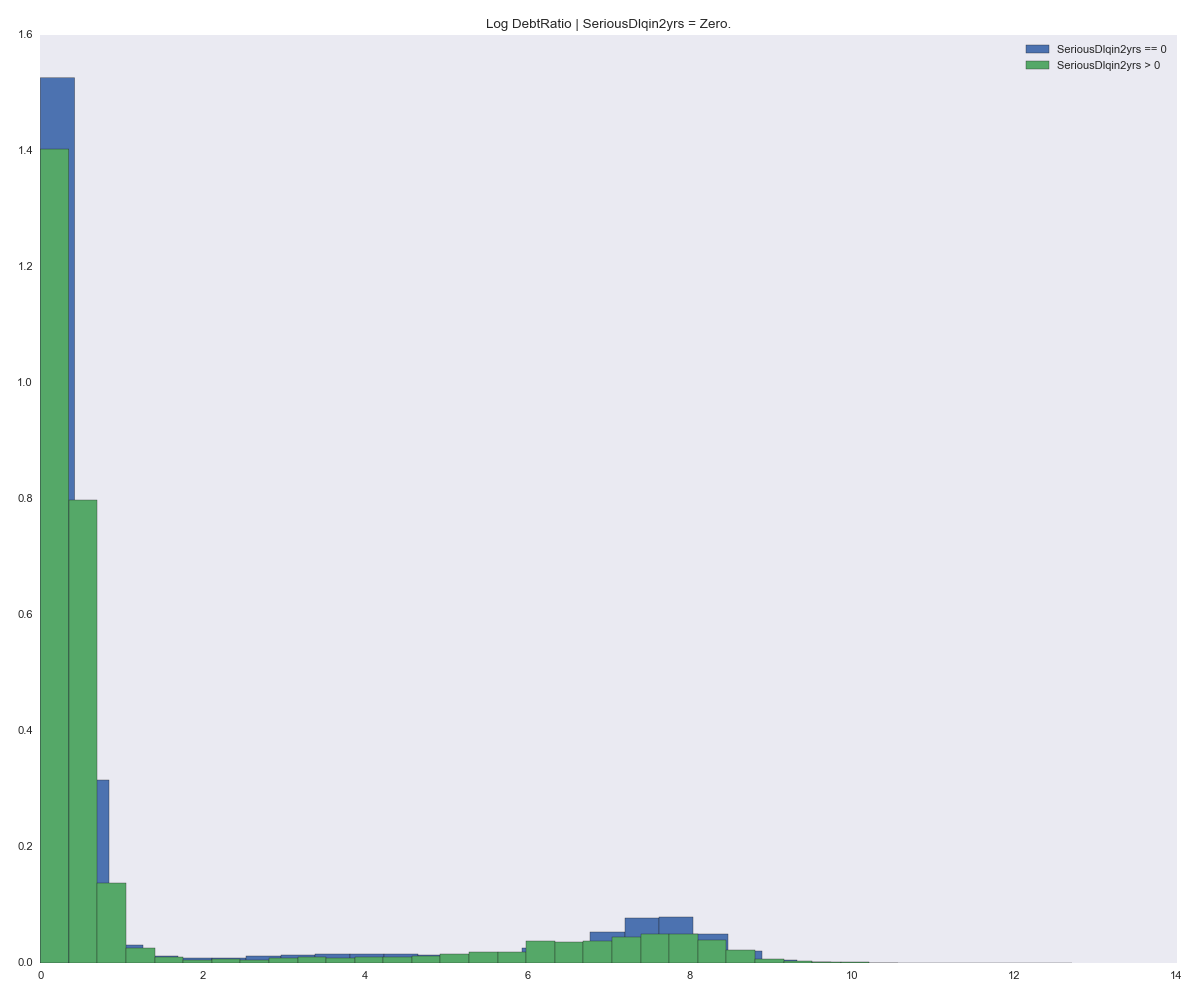 Log DebtRatio | SeriousDlqin2yrs = Zero.
SeriousDlqin2yrs == 0
SeriousDlqin2yrs > 0
1.6
1.4
1.2
1.0
0.8
0.6
0.4
0.2
0.0
0 2 4 6 8 10 12 14